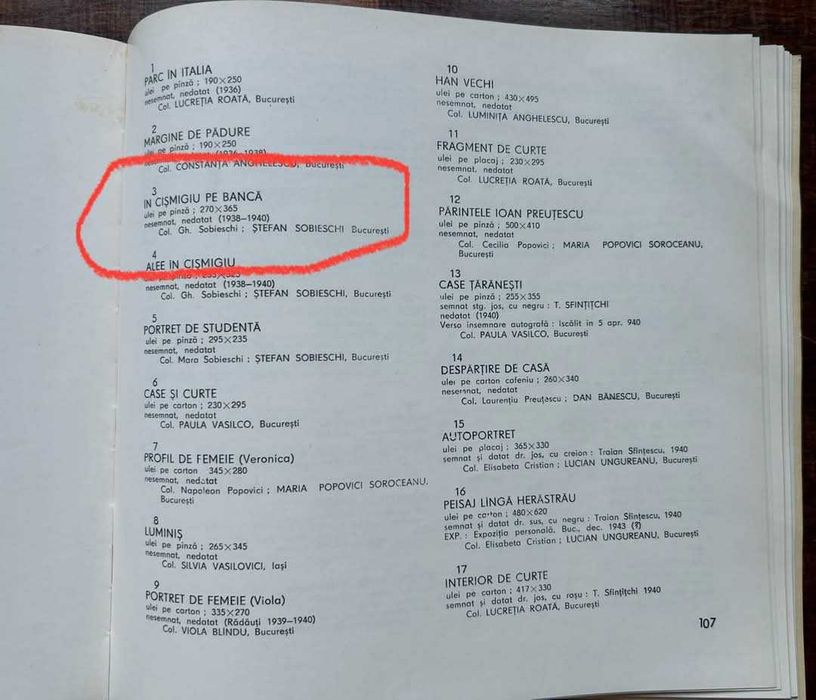 1
PARC IN ITALIA
ulei pe pînză ; 190×250
nesemnat, nedatat (1936)
Col. LUCREȚIA ROATĂ, București
2
MARGINE DE PĂDURE
ulei pe pînză ; 190×250
nesemnat, nedatat (1936-1938)
Col. CONSTANȚA ANGHELESCU, București
3
IN CIȘMIGIU PE BANCĂ
ulei pe pînză ; 270×365
nesemnat, nedatat (1938–1940)
Col. Gh. Sobieschi ; ȘTEFAN SOBIESCHI București
4
ALEE IN CIȘMIGIU
ulei pe pînză ; 255×325
nesemnat, nedatat (1938–1940)
Col. Gh. Sobieschi ; ȘTEFAN SOBIESCHI, București
5
PORTRET DE STUDENTĂ
ulei pe pînză ; 295×235
nesemnat, nedatat
Col. Mara Sobieschi ; ȘTEFAN SOBIESCHI, București
6
CASE ȘI CURTE
ulei pe carton ; 230×295
nesemnat, nedatat
Col. PAULA VASILCO, București
7
PROFIL DE FEMEIE (Veronica)
ulei pe carton 345×280
nesemnat, nedatat
Col. Napoleon Popovici ; MARIA POPOVICI SOROCEANU,
București
8
LUMINIȘ
ulei pe pînză ; 265×345
nesemnat, nedatat
Col. SILVIA VASILOVICI, Iași
9
PORTRET DE FEMEIE (Viola)
ulei pe carton ; 335×270
nesemnat, nedatat (Rădăuți 1939–1940)
Col. VIOLA BLÎNDU, București
10
HAN VECHI
ulei pe carton ; 430×495
nesemnat, nedatat
Col. LUMINIȚA ANGHELESCU, București
11
FRAGMENT DE CURTE
ulei pe placaj ; 230×295
nesemnat, nedatat
Col. LUCREȚIA ROATĂ, București
12
PĂRINTELE IOAN PREUȚESCU
ulei pe pînză ; 500×410
nesemnat, nedatat
Col. Cecilia Popovici ; MARIA POPOVICI SOROCEANU,
București
13
CASE ȚĂRĂNEȘTI
ulei pe pînză ; 255×355
semnat stg. jos, cu negru : T. SFINȚIȚCHI
nedatat (1940)
Verso însemnare autografă : Iscălit în 5 apr. 940
Col. PAULA VASILCO, București
14
DESPĂRȚIRE DE CASĂ
ulei pe carton cafeniu ; 260×340
nesemnat, nedatat
Col. Laurențiu Preuțescu ; DAN BĂNESCU, București
15
AUTOPORTRET
ulei pe placaj ; 365×330
semnat și datat dr. jos, cu creion : Traian Sfințescu, 1940
Col. Elisabeta Cristian ; LUCIAN UNGUREANU, București
16
PEISAJ LÎNGĂ HERĂSTRĂU
ulei pe carton ; 480×620
semnat și datat dr. sus, cu negru : Traian Sfințescu, 1940
EXP. : Expoziția personală, Buc., dec. 1943 (?)
Col. Elisabeta Cristian ; LUCIAN UNGUREANU, București
17
INTERIOR DE CURTE
ulei pe carton ; 417×330
semnat și datat dr. jos, cu roșu : T. Sfințițchi 1940
Col. LUCREȚIA ROATĂ, București
107